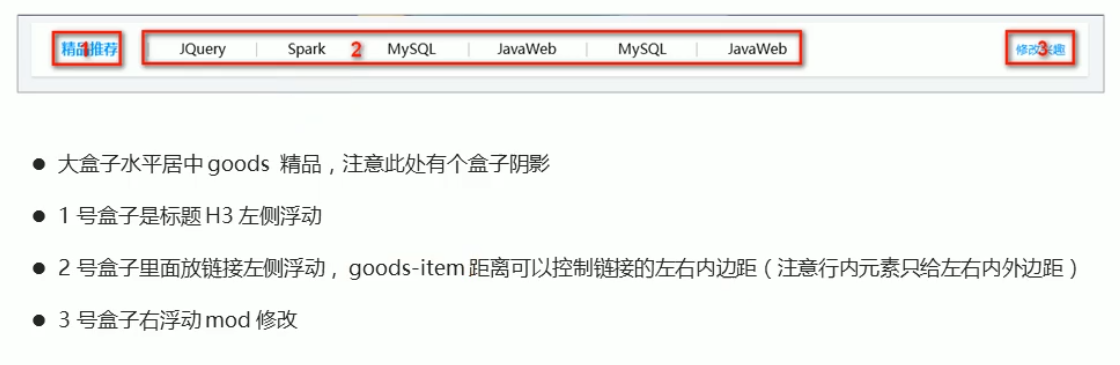 精品推荐 1 | JQuery | Spark 2 MySQL | JavaWeb | MySQL | JavaWeb 修改兴趣 3
● 大盒子水平居中 goods 精品，注意此处有个盒子阴影
● 1 号盒子是标题 H3 左侧浮动
● 2 号盒子里面放链接左侧浮动， goods-item 距离可以控制链接的左右内边距（注意行内元素只给左右内外边距）
● 3 号盒子右浮动 mod 修改